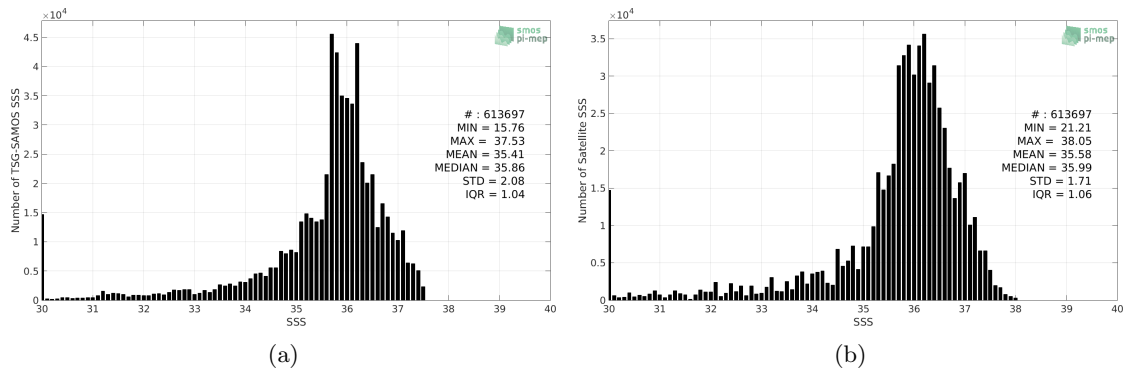 ×10⁴
4.5
4
3.5
3
2.5
2
1.5
1
0.5
0
Number of TSG-SAMOS SSS
30 31 32 33 34 35 36 37 38 39 40
SSS
smos
pi-mep
# : 613697
MIN = 15.76
MAX = 37.53
MEAN = 35.41
MEDIAN = 35.86
STD = 2.08
IQR = 1.04
(a)
×10⁴
3.5
3
2.5
2
1.5
1
0.5
0
Number of Satellite SSS
30 31 32 33 34 35 36 37 38 39 40
SSS
smos
pi-mep
# : 613697
MIN = 21.21
MAX = 38.05
MEAN = 35.58
MEDIAN = 35.99
STD = 1.71
IQR = 1.06
(b)